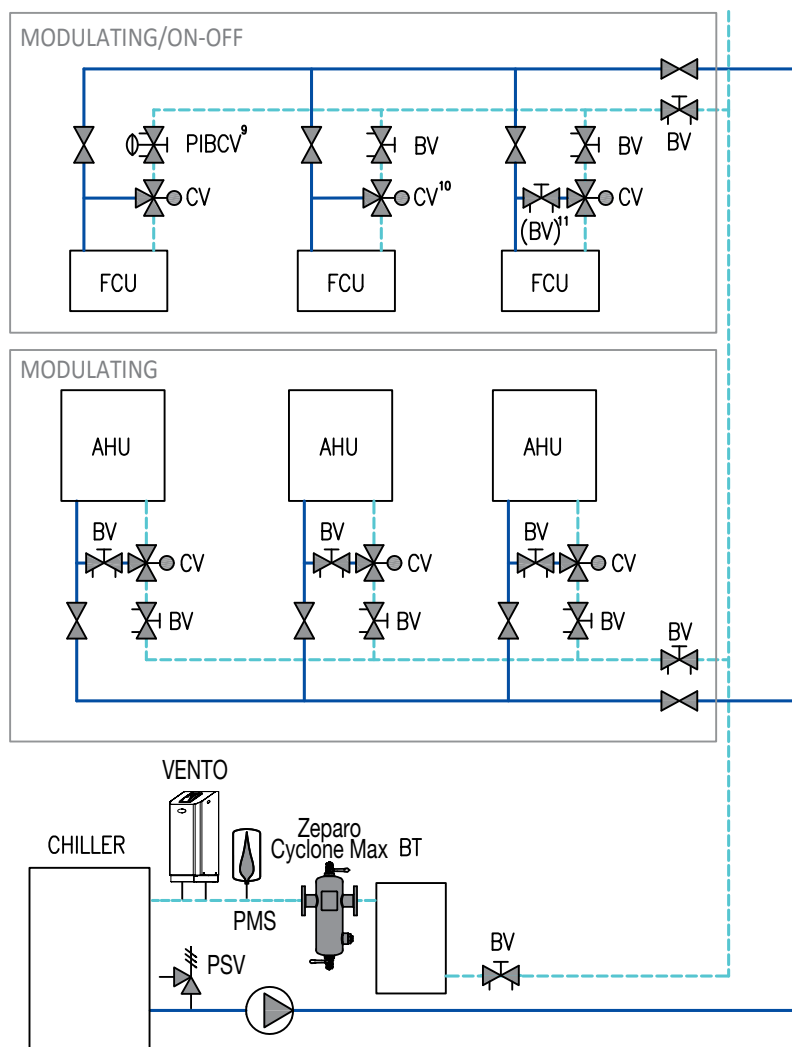 MODULATING/ON-OFF
PIBCV⁹
BV
BV
BV
CV
CV¹⁰
CV
(BV)¹¹
FCU
FCU
FCU
MODULATING
AHU
AHU
AHU
BV
BV
BV
CV
CV
CV
BV
BV
BV
BV
VENTO
Zeparo
Cyclone Max
BT
CHILLER
PMS
PSV
BV